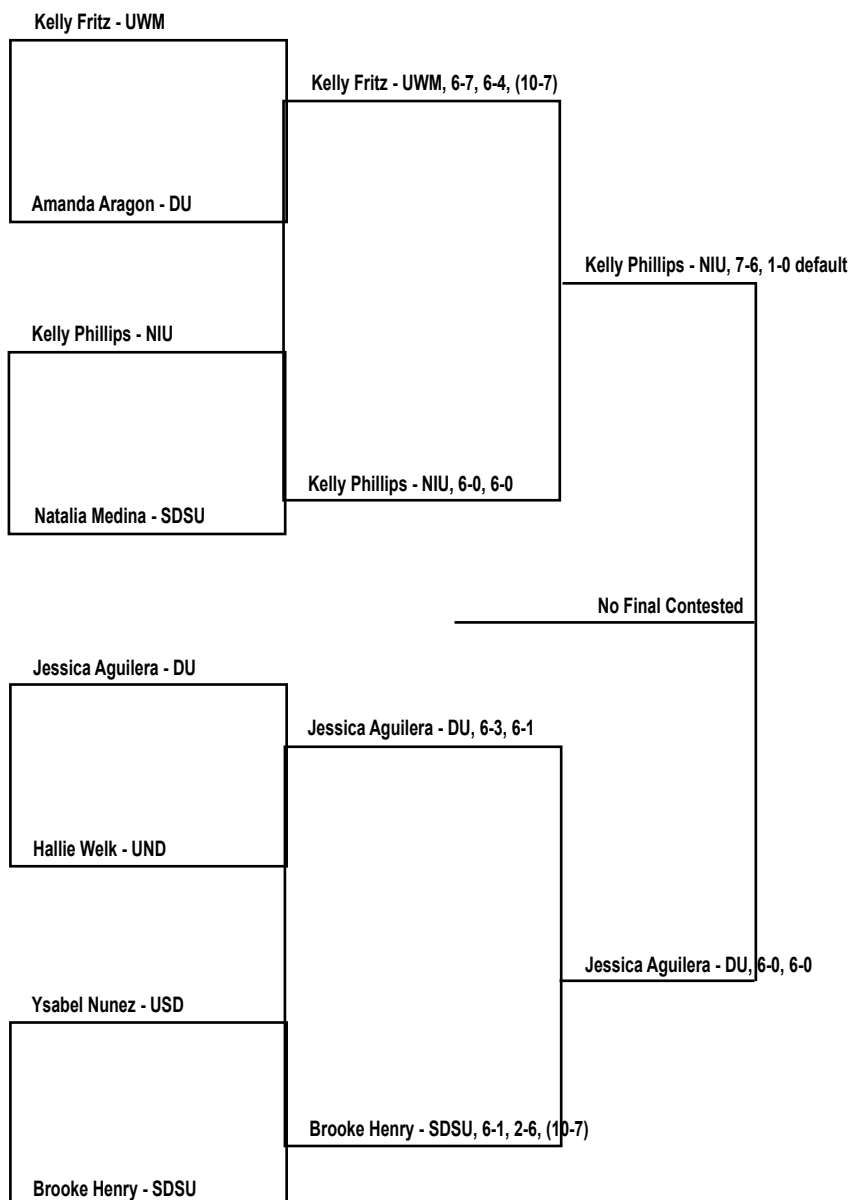 Kelly Fritz - UWM
Kelly Fritz - UWM, 6-7, 6-4, (10-7)
Amanda Aragon - DU
Kelly Phillips - NIU, 7-6, 1-0 default
Kelly Phillips - NIU
Kelly Phillips - NIU, 6-0, 6-0
Natalia Medina - SDSU
No Final Contested
Jessica Aguilera - DU
Jessica Aguilera - DU, 6-3, 6-1
Hallie Welk - UND
Jessica Aguilera - DU, 6-0, 6-0
Ysabel Nunez - USD
Brooke Henry - SDSU, 6-1, 2-6, (10-7)
Brooke Henry - SDSU